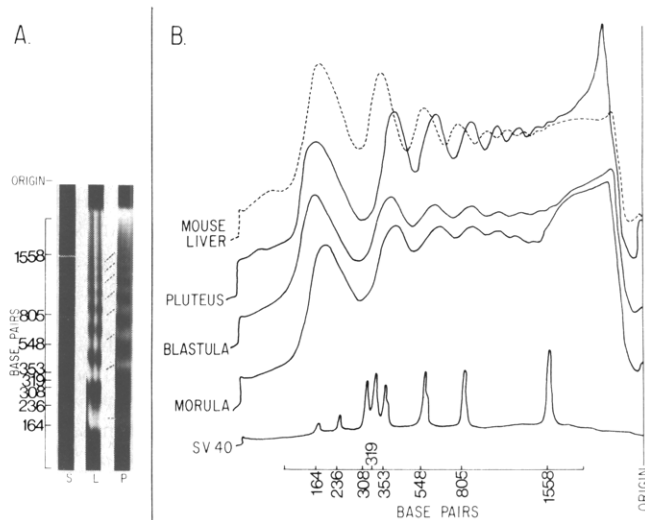 A.
ORIGIN
1558
805
548
353
319
308
236
164
BASE PAIRS
S L P
B.
MOUSE
LIVER
PLUTEUS
BLASTULA
MORULA
SV 40
164 236 308 319 353 548 805 1558
BASE PAIRS
ORIGIN